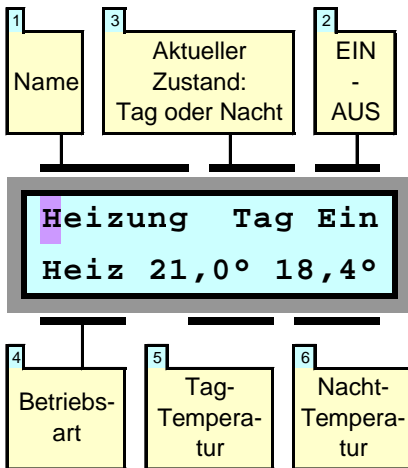 1
Name
3
Aktueller
Zustand:
Tag oder Nacht
2
EIN
-
AUS
Heizung Tag Ein
Heiz 21,0° 18,4°
4
Betriebs-
art
5
Tag-
Tempera-
tur
6
Nacht-
Tempera-
tur